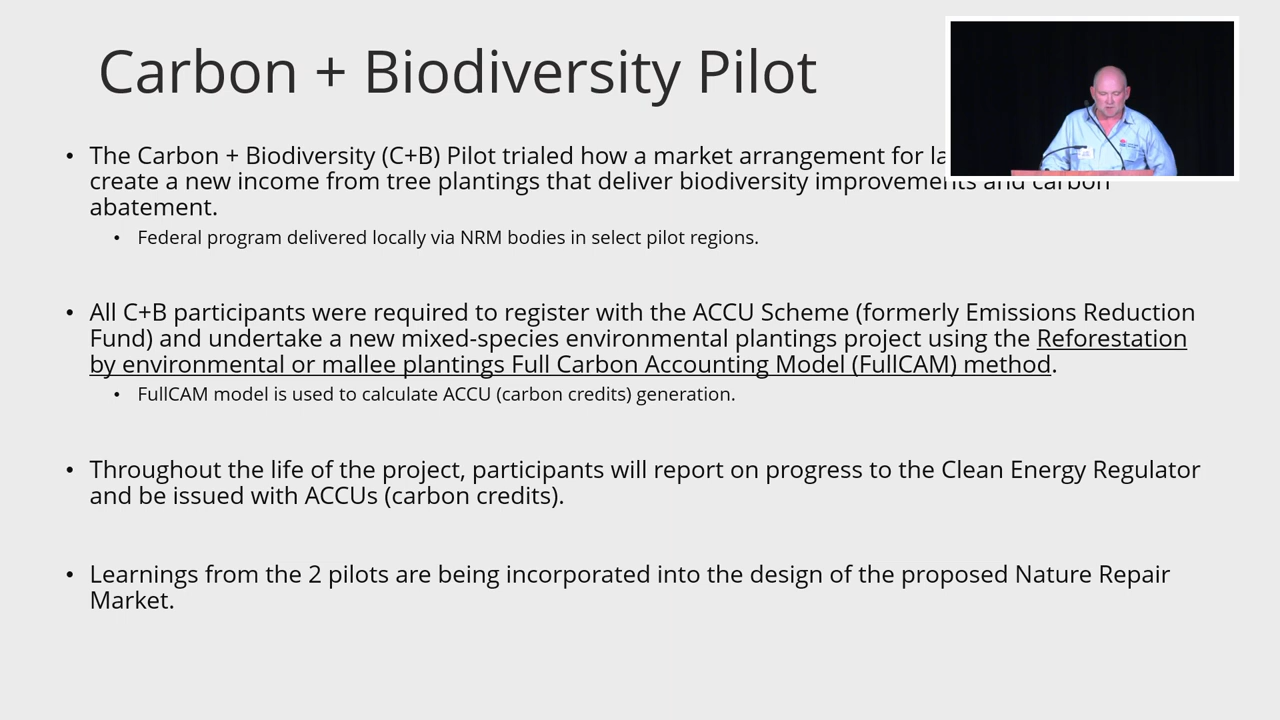 Carbon + Biodiversity Pilot
• The Carbon + Biodiversity (C+B) Pilot trialed how a market arrangement for
create a new income from tree plantings that deliver biodiversity improvements and carbon
abatement.
• Federal program delivered locally via NRM bodies in select pilot regions.
• All C+B participants were required to register with the ACCU Scheme (formerly Emissions Reduction
Fund) and undertake a new mixed-species environmental plantings project using the Reforestation
by environmental or mallee plantings Full Carbon Accounting Model (FullCAM) method.
• FullCAM model is used to calculate ACCU (carbon credits) generation.
• Throughout the life of the project, participants will report on progress to the Clean Energy Regulator
and be issued with ACCUs (carbon credits).
• Learnings from the 2 pilots are being incorporated into the design of the proposed Nature Repair
Market.